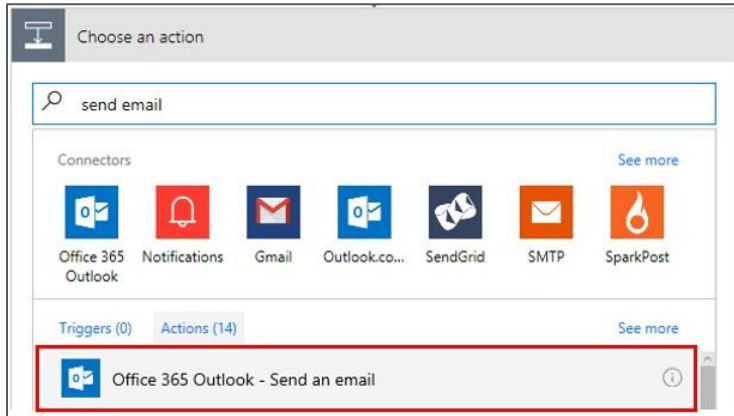 Choose an action
send email
Connectors
See more
Office 365 Outlook
Notifications
Gmail
Outlook.co...
SendGrid
SMTP
SparkPost
Triggers (0)
Actions (14)
See more
Office 365 Outlook - Send an email